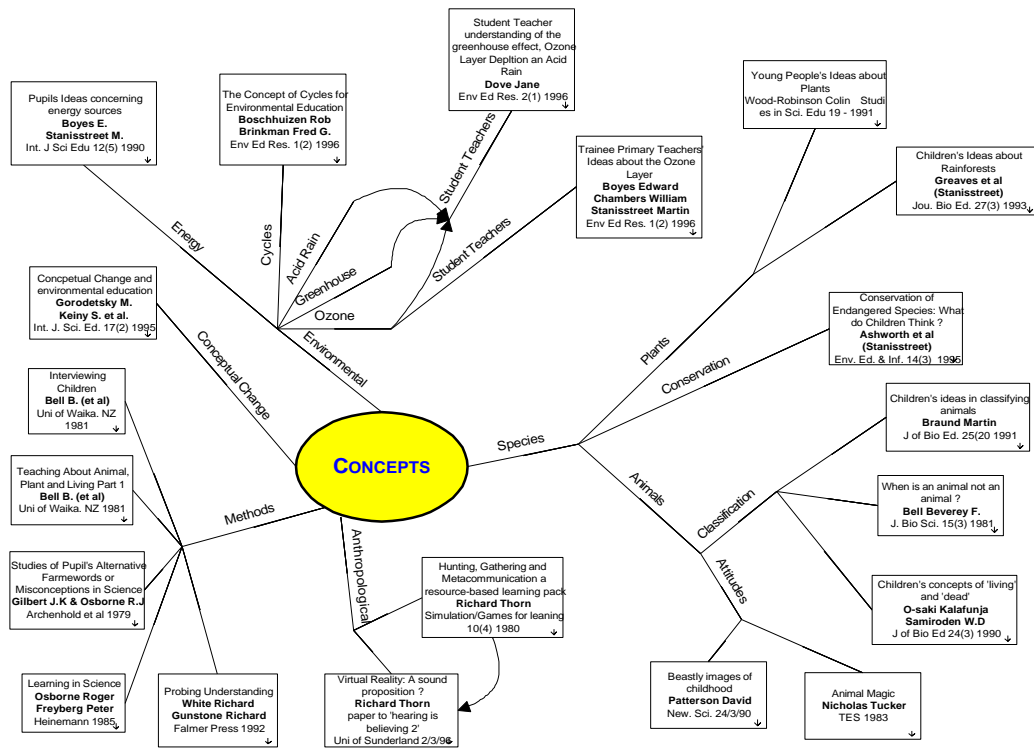 Student Teacher
understanding of the
greenhouse effect, Ozone
Layer Depltion an Acid
Rain
Dove Jane
Env Ed Res. 2(1) 1996
Pupils Ideas concerning
energy sources
Boyes E.
Stanisstreet M.
Int. J Sci Edu 12(5) 1990
The Concept of Cycles for
Environmental Education
Boschhuizen Rob
Brinkman Fred G.
Env Ed Res. 1(2) 1996
Young People's Ideas about
Plants
Wood-Robinson Colin Studi
es in Sci. Edu 19 - 1991
Trainee Primary Teachers'
Ideas about the Ozone
Layer
Boyes Edward
Chambers William
Stanisstreet Martin
Env Ed Res. 1(2) 1996
Children's Ideas about
Rainforests
Greaves et al
(Stanisstreet)
Jou. Bio Ed. 27(3) 1993
Energy
Cycles
Acid Rain
Greenhouse
Ozone
Student Teachers
Student Teachers
Environmental
Concpetual Change and
environmental education
Gorodetsky M.
Keiny S. et al.
Int. J. Sci. Ed. 17(2) 1995
Conceptual Change
Conservation of
Endangered Species: What
do Children Think ?
Ashworth et al
(Stanisstreet)
Env. Ed. & Inf. 14(3) 1995
Plants
Conservation
Species
CONCEPTS
Interviewing
Children
Bell B. (et al)
Uni of Waika. NZ
1981
Children's ideas in classifying
animals
Braund Martin
J of Bio Ed. 25(20 1991
Teaching About Animal,
Plant and Living Part 1
Bell B. (et al)
Uni of Waika. NZ 1981
Methods
Animals
Classification
Attitudes
When is an animal not an
animal ?
Bell Beverey F.
J. Bio Sci. 15(3) 1981
Studies of Pupil's Alternative
Farmewords or
Misconceptions in Science
Gilbert J.K & Osborne R.J
Archenhold et al 1979
Anthropological
Hunting, Gathering and
Metacommunication a
resource-based learning pack
Richard Thorn
Simulation/Games for leaning
10(4) 1980
Children's concepts of 'living'
and 'dead'
O-saki Kalafunja
Samiroden W.D
J of Bio Ed 24(3) 1990
Learning in Science
Osborne Roger
Freyberg Peter
Heinemann 1985
Probing Understanding
White Richard
Gunstone Richard
Falmer Press 1992
Virtual Reality: A sound
proposition ?
Richard Thorn
paper to 'hearing is
believing 2'
Uni of Sunderland 2/3/96
Beastly images of
childhood
Patterson David
New. Sci. 24/3/90
Animal Magic
Nicholas Tucker
TES 1983